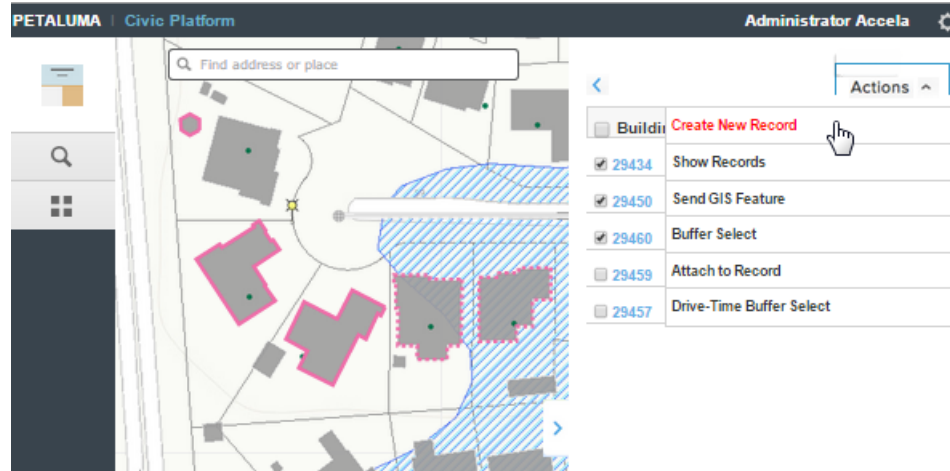 PETALUMA | Civic Platform
Administrator Accela
Find address or place
Actions
Buildi
Create New Record
29434
Show Records
29450
Send GIS Feature
29460
Buffer Select
29459
Attach to Record
29457
Drive-Time Buffer Select